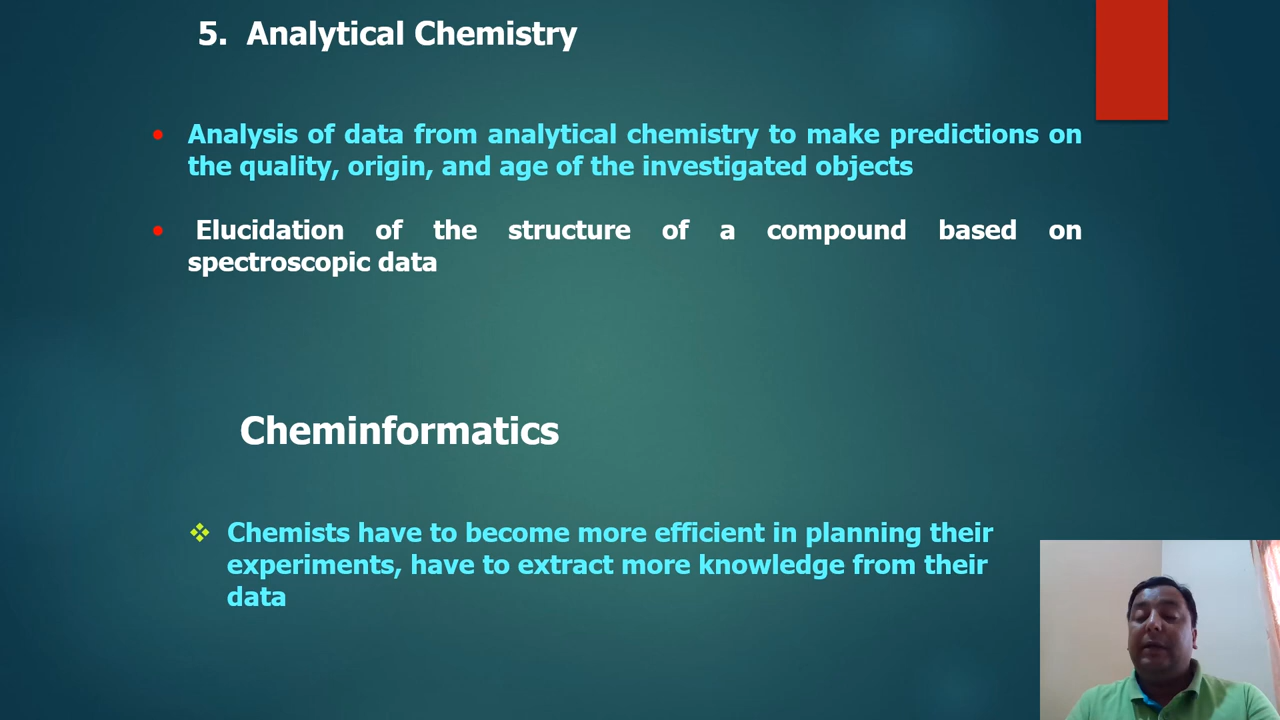 5. Analytical Chemistry
• Analysis of data from analytical chemistry to make predictions on
the quality, origin, and age of the investigated objects
• Elucidation of the structure of a compound based on
spectroscopic data
Cheminformatics
❖ Chemists have to become more efficient in planning their
experiments, have to extract more knowledge from their
data